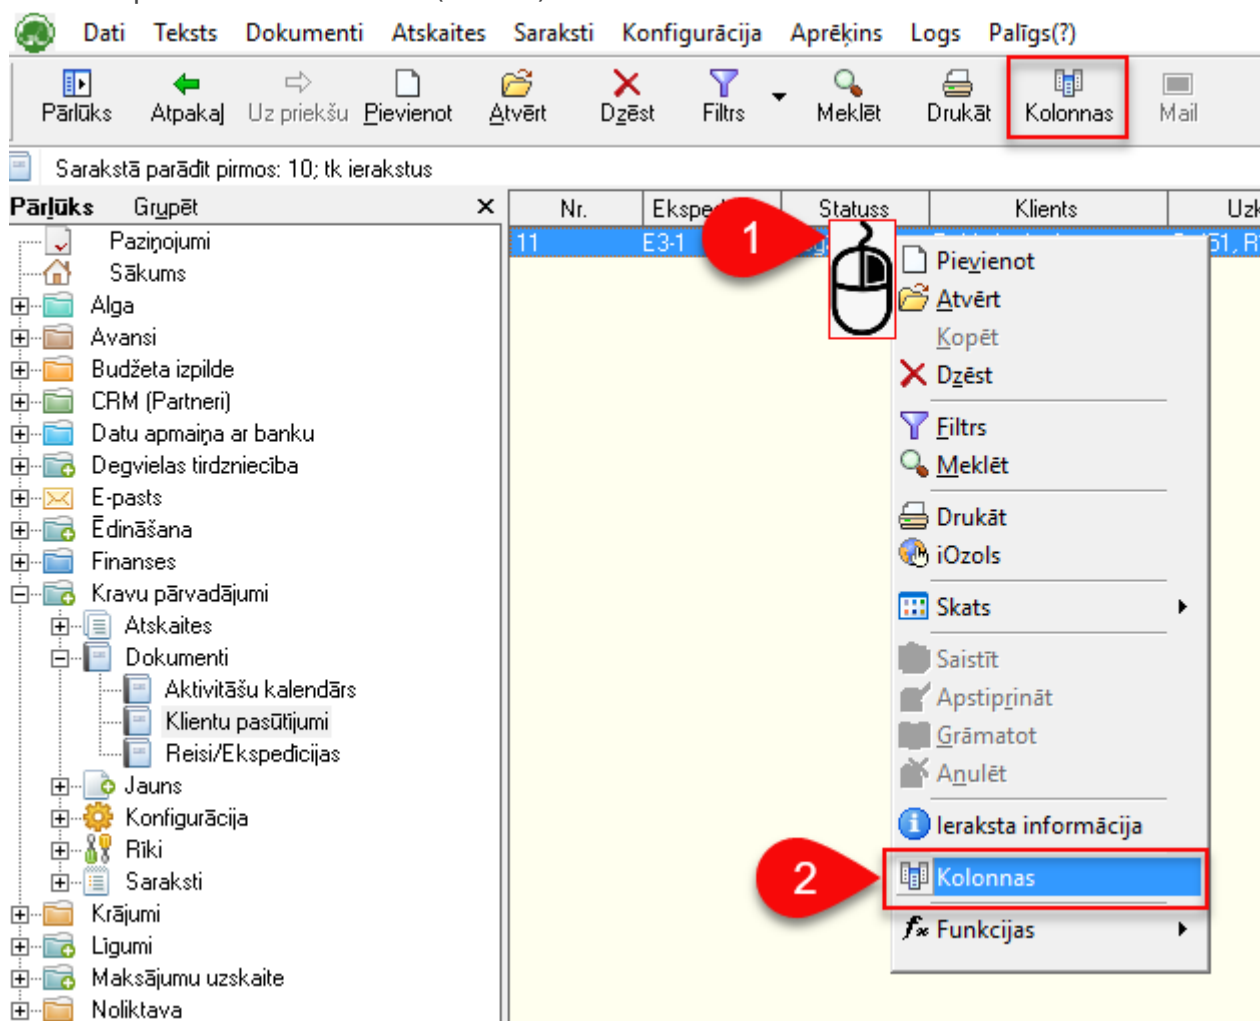 Dati Teksts Dokumenti Atskaites Saraksti Konfigurācija Aprēķins Logs Palīgs(?)
Pārlūks Atpakaļ Uz priekšu Pievienot Atvērt Dzēst Filtrs Meklēt Drukāt Kolonnas Mail
Sarakstā parādīt pirmos: 10; tk ierakstus
Pārlūks Grupēt Nr. Statuss Klients
11 E3-1
1
Paziņojumi
Sākums
Alga
Avansi
Budžeta izpilde
CRM (Partneri)
Datu apmaiņa ar banku
Degvielas tirdzniecība
E-pasts
Ēdināšana
Finanses
Kravu pārvadājumi
Atskaites
Dokumenti
Aktivitāšu kalendārs
Klientu pasūtījumi
Reisi/Ekspedīcijas
Jauns
Konfigurācija
Rīki
Saraksti
Krājumi
Līgumi
Maksājumu uzskaite
Noliktava
Pievienot
Atvērt
Kopēt
Dzēst
Filtrs
Meklēt
Drukāt
iOzols
Skats
Saistīt
Apstiprināt
Grāmatot
Anulēt
Ieraksta informācija
2
Kolonnas
Funkcijas